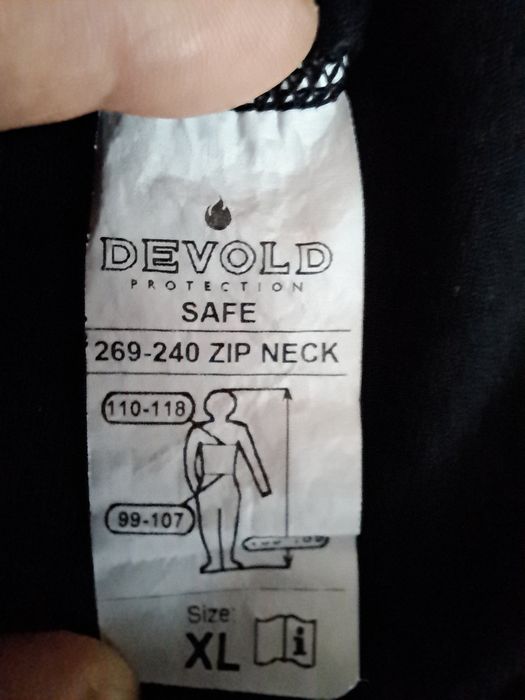 DEVOLD
PROTECTION
SAFE
269-240 ZIP NECK
110-118
99-107
Size:
XL
i